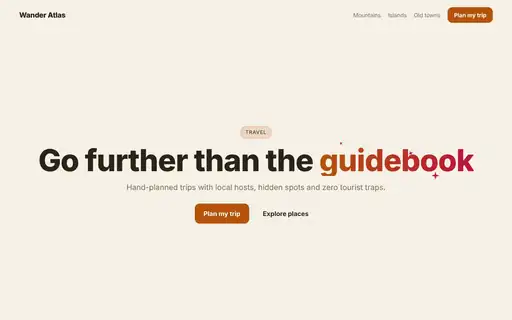 Wander Atlas
Mountains Islands Old towns Plan my trip
TRAVEL
Go further than the guidebook
Hand-planned trips with local hosts, hidden spots and zero tourist traps.
Plan my trip Explore places